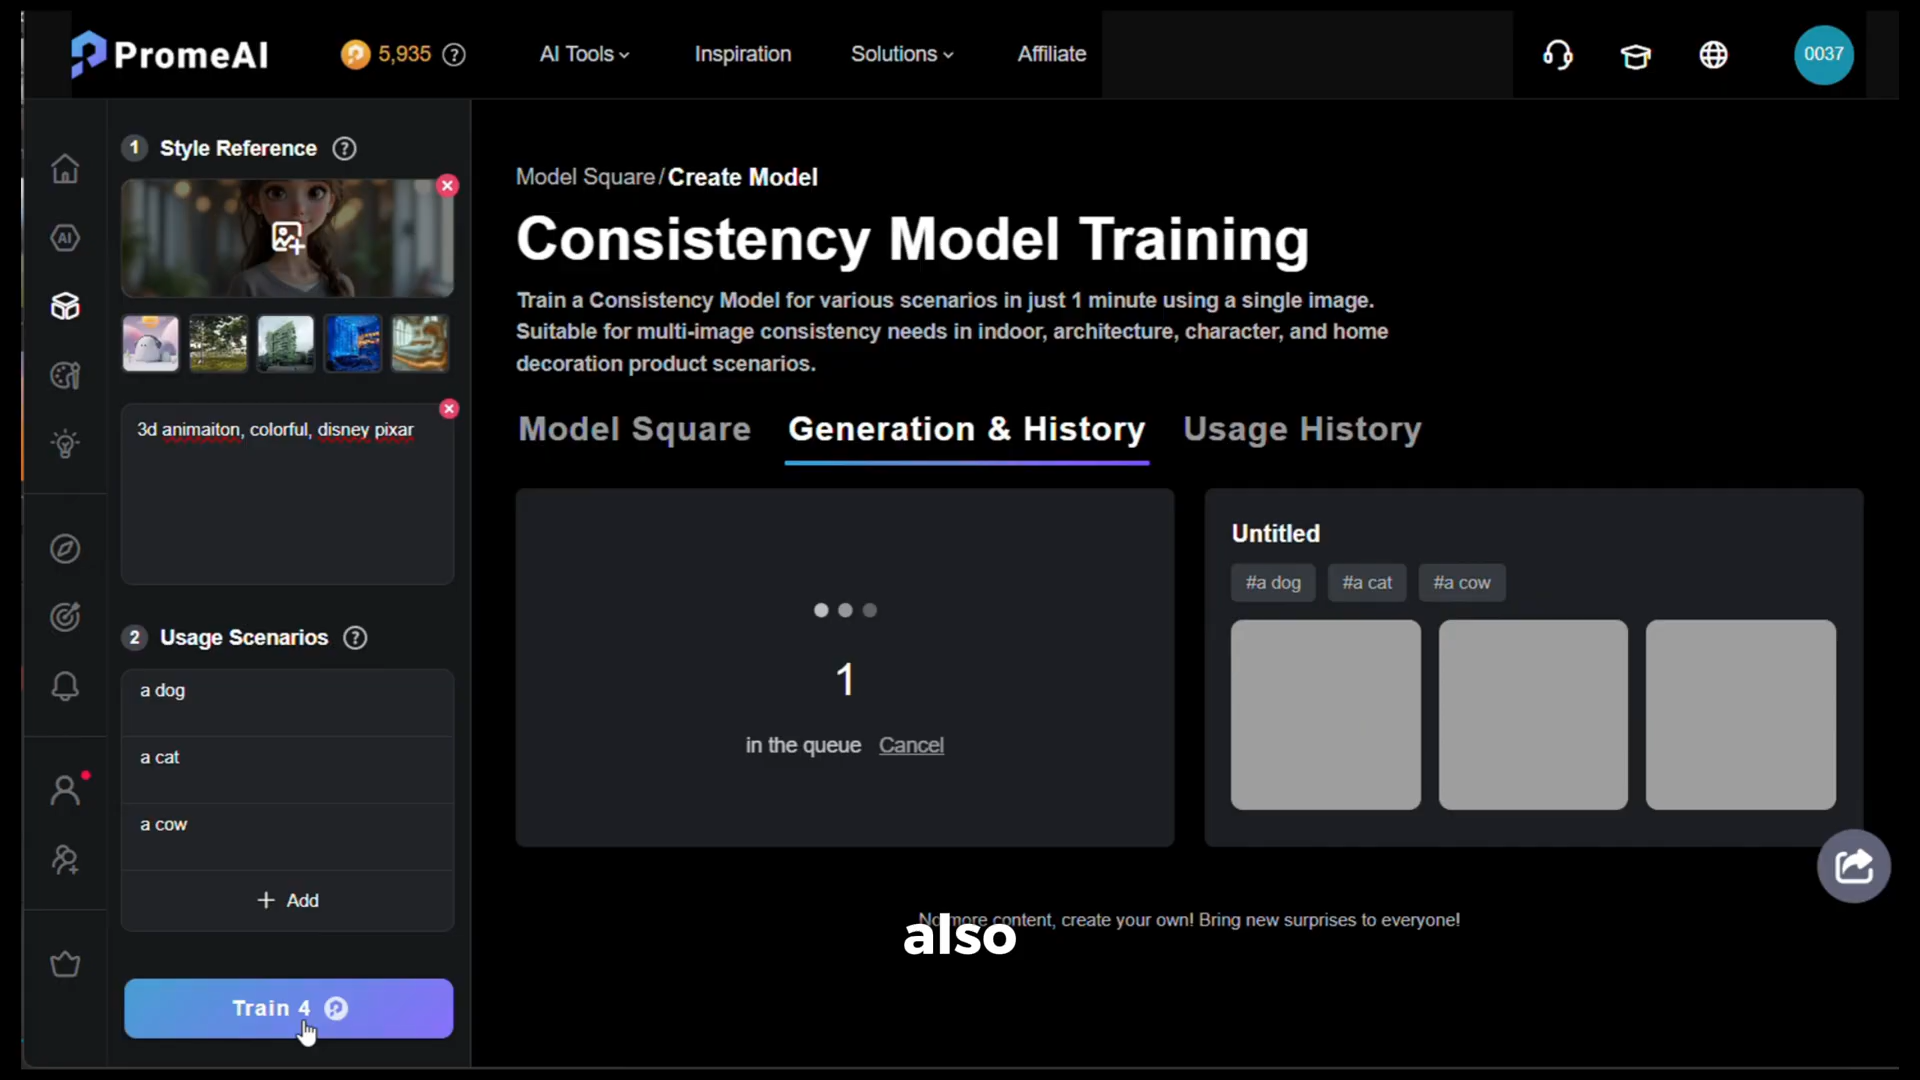 PromeAI
5,935 ?
AI Tools
Inspiration
Solutions
Affiliate
0037
1 Style Reference ?
3d animaiton, colorful, disney pixar
2 Usage Scenarios ?
a dog
a cat
a cow
+ Add
Train 4
Model Square/Create Model
Consistency Model Training
Train a Consistency Model for various scenarios in just 1 minute using a single image.
Suitable for multi-image consistency needs in indoor, architecture, character, and home
decoration product scenarios.
Model Square
Generation & History
Usage History
1
in the queue Cancel
Untitled
#a dog
#a cat
#a cow
No more content, create your own! Bring new surprises to everyone!
also